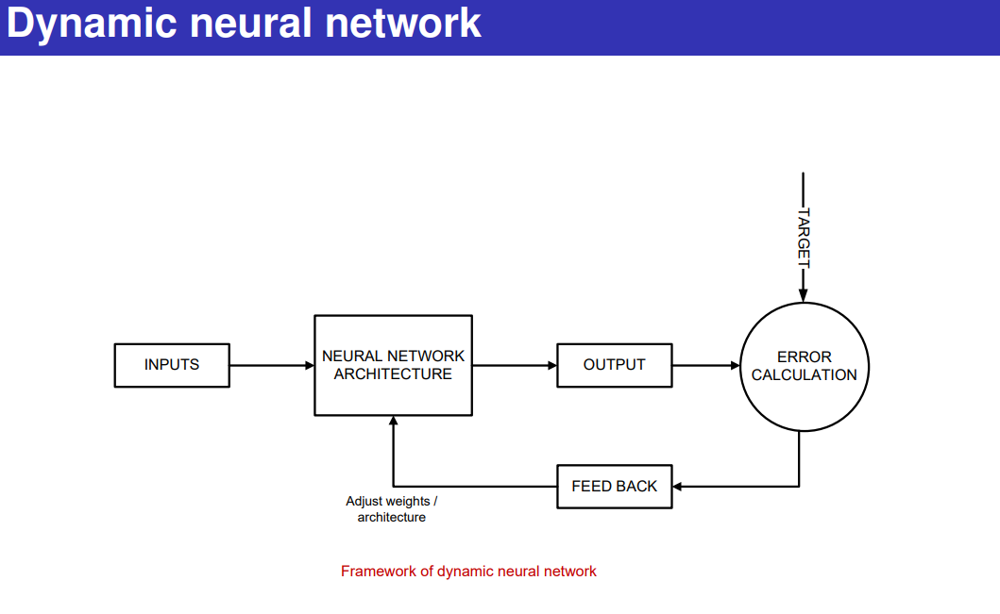 Dynamic neural network
TARGET
INPUTS
NEURAL NETWORK
ARCHITECTURE
OUTPUT
ERROR
CALCULATION
FEED BACK
Adjust weights /
architecture
Framework of dynamic neural network